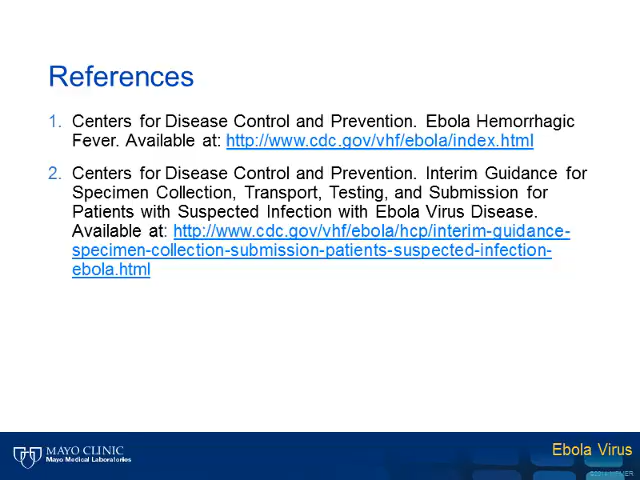 References
1. Centers for Disease Control and Prevention. Ebola Hemorrhagic
Fever. Available at: http://www.cdc.gov/vhf/ebola/index.html
2. Centers for Disease Control and Prevention. Interim Guidance for
Specimen Collection, Transport, Testing, and Submission for
Patients with Suspected Infection with Ebola Virus Disease.
Available at: http://www.cdc.gov/vhf/ebola/hcp/interim-guidance-
specimen-collection-submission-patients-suspected-infection-
ebola.html
MAYO CLINIC
Mayo Medical Laboratories
Ebola Virus